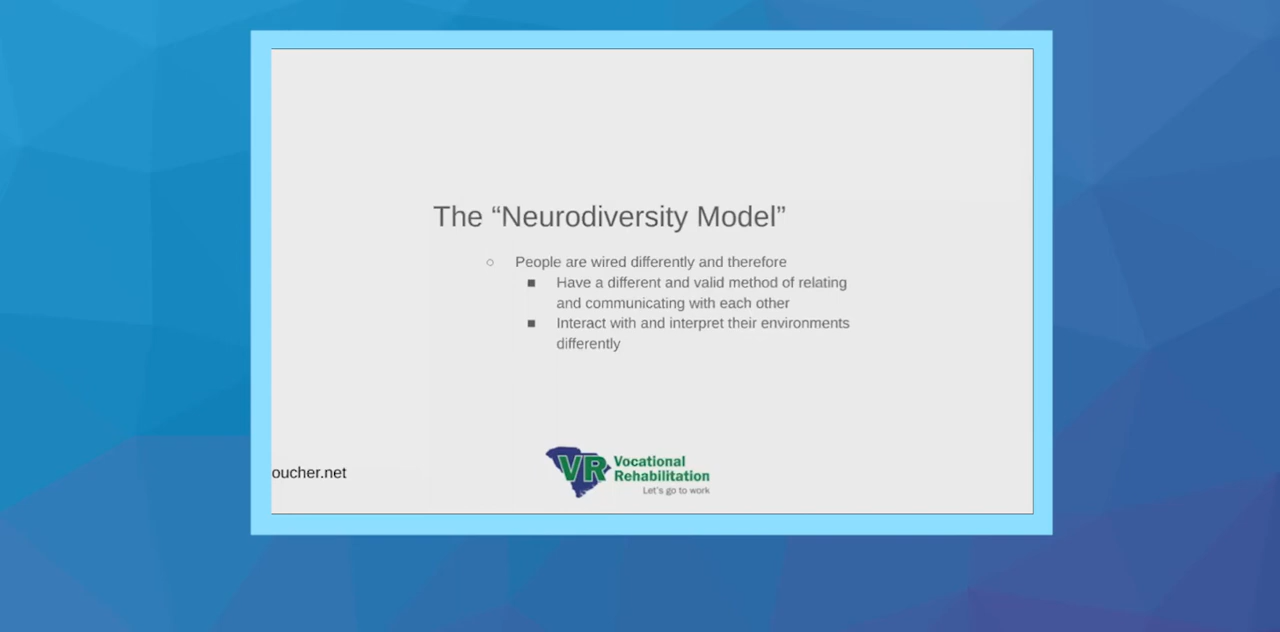 The “Neurodiversity Model”
○ People are wired differently and therefore
■ Have a different and valid method of relating
and communicating with each other
■ Interact with and interpret their environments
differently
oucher.net
VR Vocational
Rehabilitation
Let's go to work